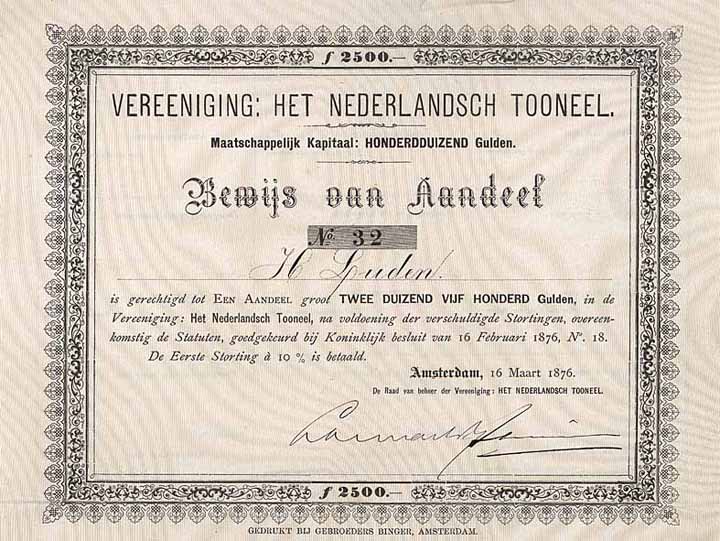 ƒ 2500.—
VEREENIGING: HET NEDERLANDSCH TOONEEL.
Maatschappelijk Kapitaal: HONDERDDUIZEND Gulden.
Bewijs van Aandeel
No. 32
H Luden.
is gerechtigd tot EEN AANDEEL groot TWEE DUIZEND VIJF HONDERD Gulden, in de
Vereeniging: Het Nederlandsch Tooneel, na voldoening der verschuldigde Stortingen, overeen-
komstig de Statuten, goedgekeurd bij Koninklijk besluit van 16 Februari 1876, No. 18.
De Eerste Storting à 10 % is betaald.
Amsterdam, 16 Maart 1876.
De Raad van beheer der Vereeniging: HET NEDERLANDSCH TOONEEL.
ƒ 2500.—
GEDRUKT BIJ GEBROEDERS BINGER, AMSTERDAM.